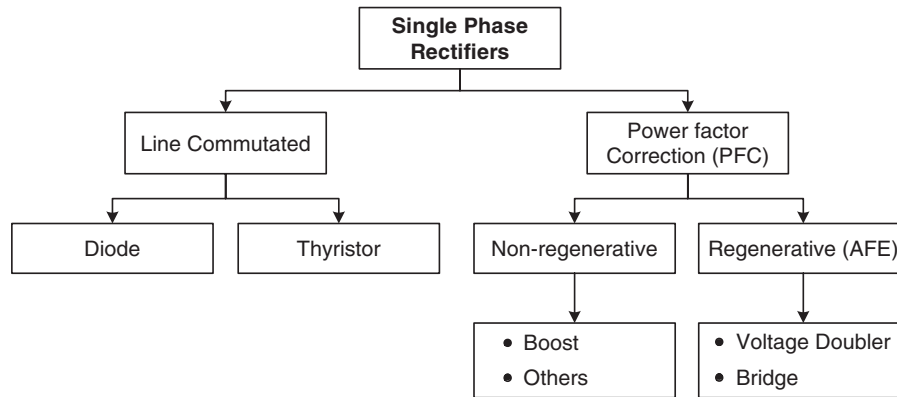 Single Phase
Rectifiers
Line Commutated
Power factor
Correction (PFC)
Diode
Thyristor
Non-regenerative
Regenerative (AFE)
• Boost
• Others
• Voltage Doubler
• Bridge